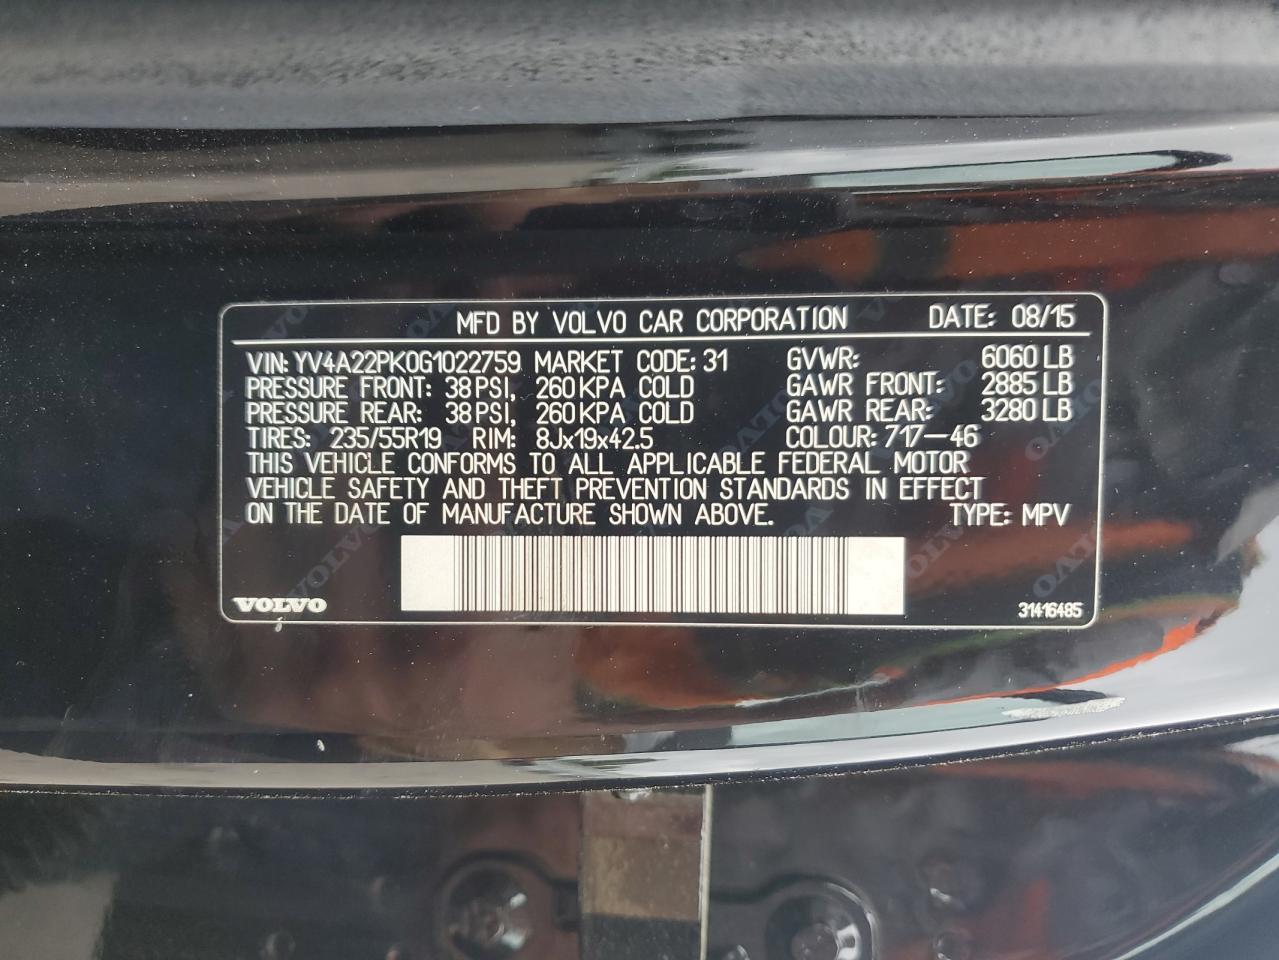 MFD BY VOLVO CAR CORPORATION DATE: 08/15
VIN: YV4A22PK0G1022759 MARKET CODE: 31 GVWR: 6060 LB
PRESSURE FRONT: 38 PSI, 260 KPA COLD GAWR FRONT: 2885 LB
PRESSURE REAR: 38 PSI, 260 KPA COLD GAWR REAR: 3280 LB
TIRES: 235/55R19 RIM: 8Jx19x42.5 COLOUR: 717-46
THIS VEHICLE CONFORMS TO ALL APPLICABLE FEDERAL MOTOR
VEHICLE SAFETY AND THEFT PREVENTION STANDARDS IN EFFECT
ON THE DATE OF MANUFACTURE SHOWN ABOVE. TYPE: MPV
VOLVO 31416485